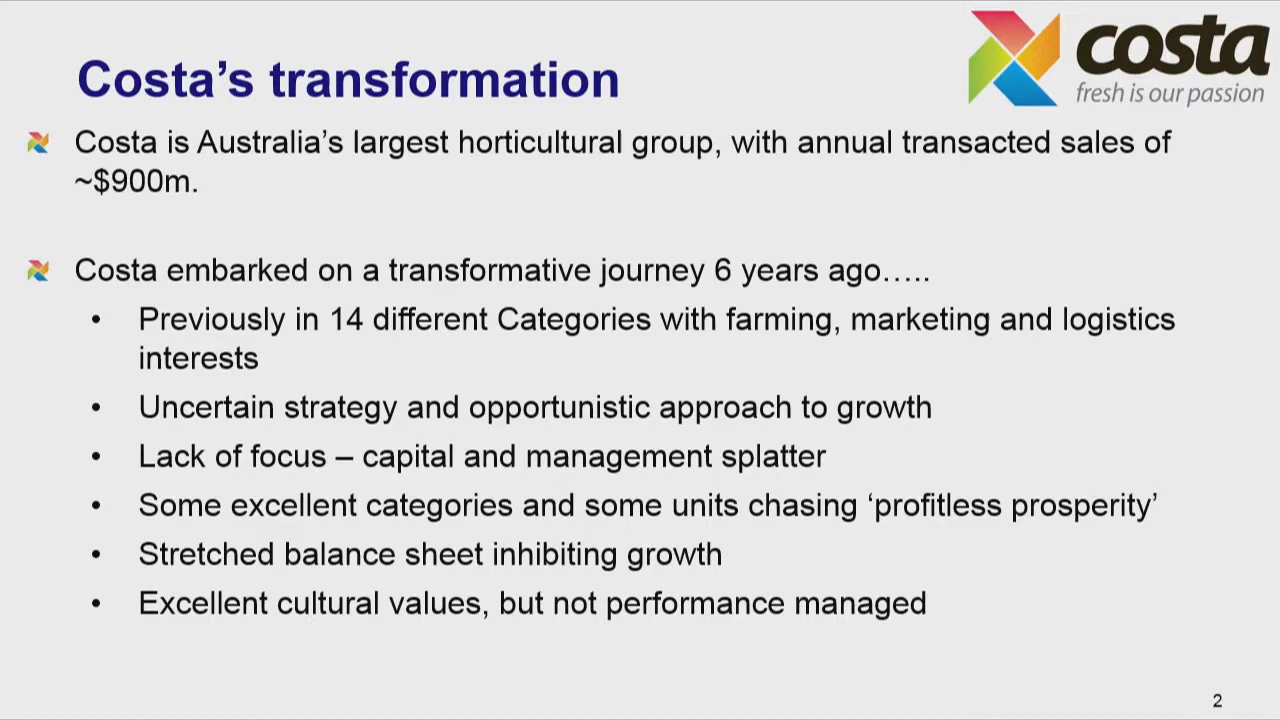 costa
fresh is our passion
Costa’s transformation
Costa is Australia’s largest horticultural group, with annual transacted sales of
~$900m.
Costa embarked on a transformative journey 6 years ago…..
• Previously in 14 different Categories with farming, marketing and logistics
interests
• Uncertain strategy and opportunistic approach to growth
• Lack of focus – capital and management splatter
• Some excellent categories and some units chasing ‘profitless prosperity’
• Stretched balance sheet inhibiting growth
• Excellent cultural values, but not performance managed
2